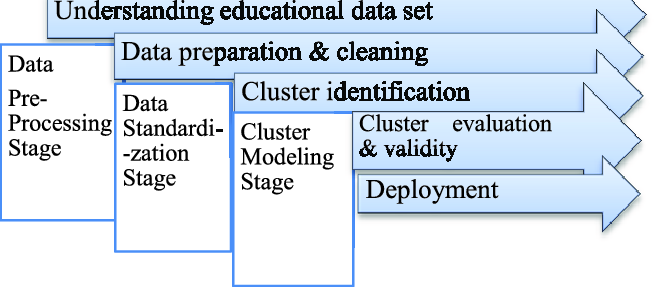 Understanding educational data set
Data preparation & cleaning
Cluster identification
Cluster evaluation
& validity
Deployment
Data
Pre-
Processing
Stage
Data
Standardi-
-zation
Stage
Cluster
Modeling
Stage